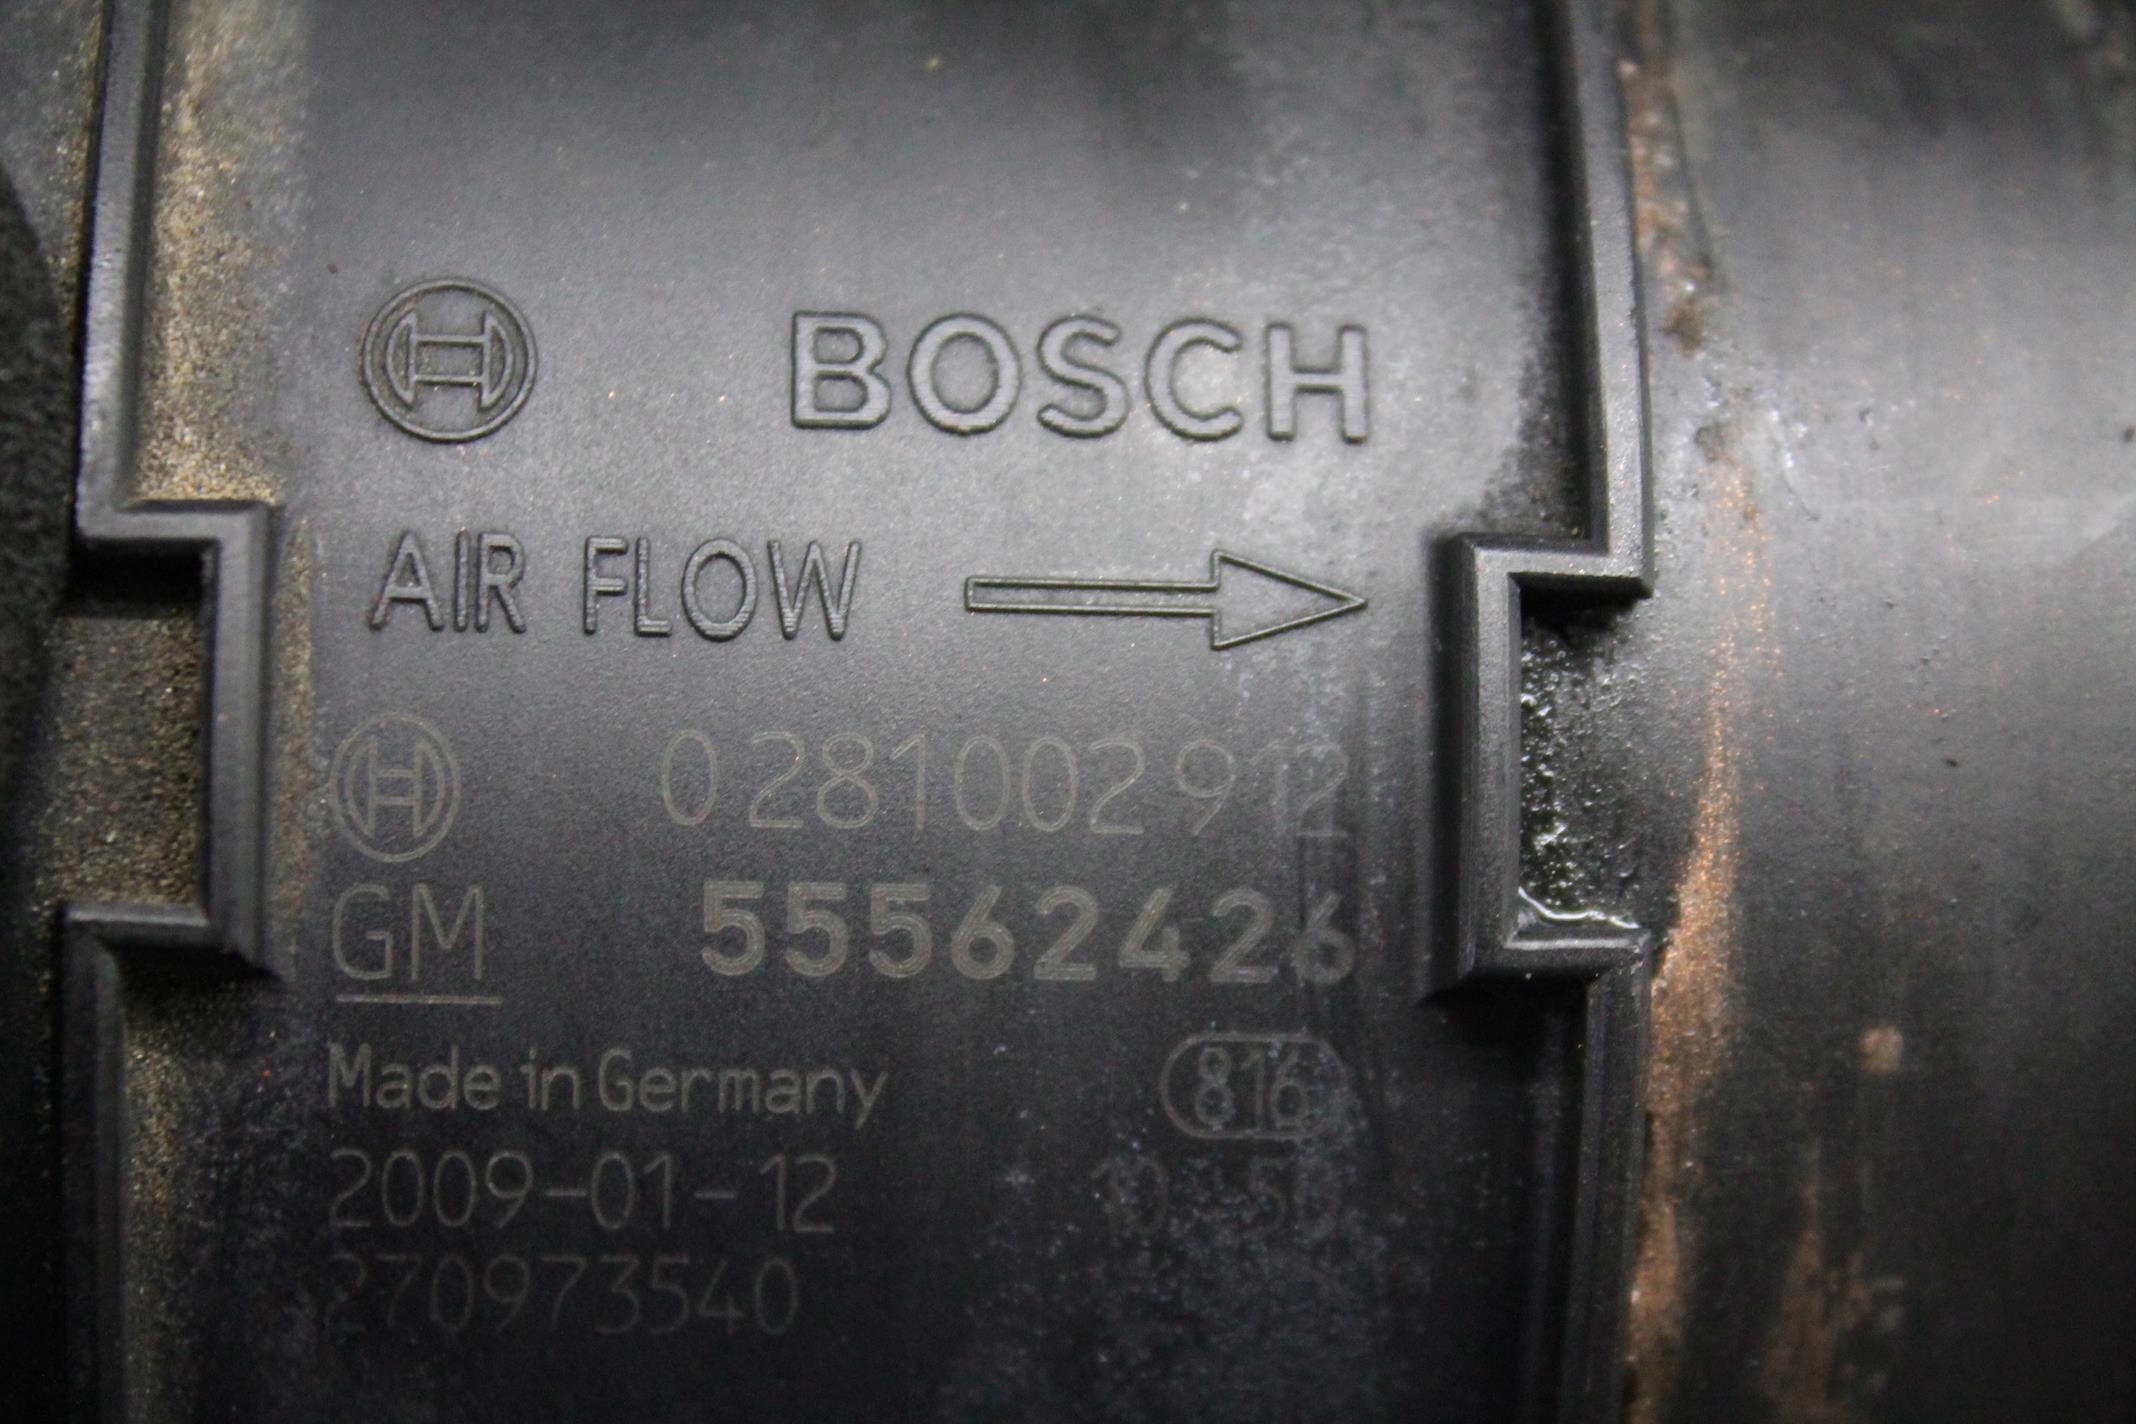 BOSCH
AIR FLOW
0 281 002 912
GM 55562426
Made in Germany 816
2009-01-12
270973540